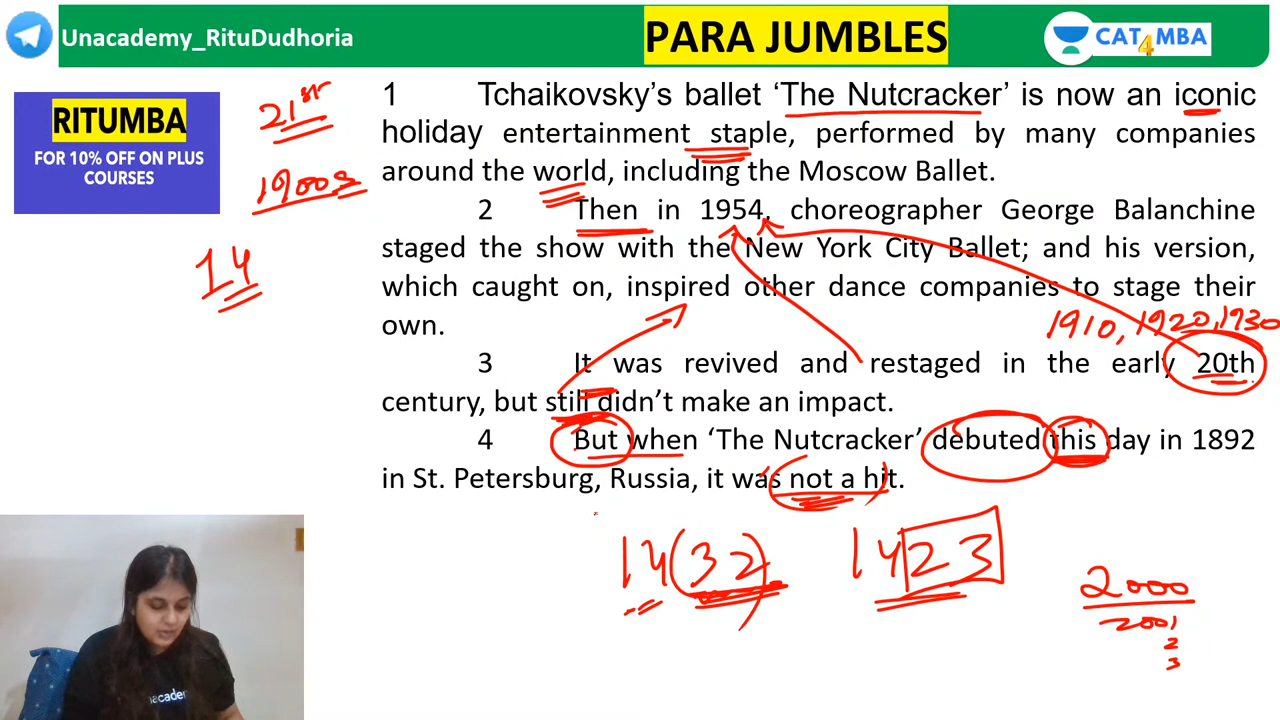 Unacademy_RituDudhoria
PARA JUMBLES
CAT4MBA
RITUMBA
FOR 10% OFF ON PLUS
COURSES
21st
1900s
14
1 Tchaikovsky’s ballet ‘The Nutcracker’ is now an iconic
holiday entertainment staple, performed by many companies
around the world, including the Moscow Ballet.
2 Then in 1954, choreographer George Balanchine
staged the show with the New York City Ballet; and his version,
which caught on, inspired other dance companies to stage their
own.
1910, 1920, 1930
3 It was revived and restaged in the early 20th
century, but still didn’t make an impact.
4 But when ‘The Nutcracker’ debuted this day in 1892
in St. Petersburg, Russia, it was not a hit.
14(32) 1423
2000
2001
2
3
nacademy